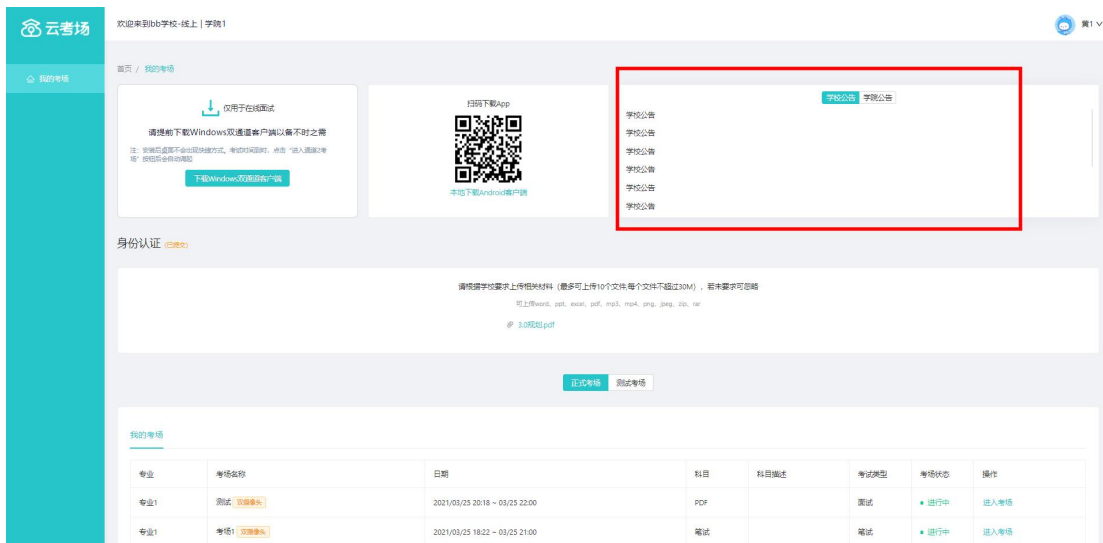 云考场
欢迎来到bb学校-线上 | 学院1
黄1
我的考场
首页 / 我的考场
仅用于在线面试
请提前下载Windows双通道客户端以备不时之需
注：安装后桌面不会出现快捷方式，考试时间到时，点击“进入通道2考
场”按钮后会自动调起
下载Windows双通道客户端
扫码下载App
本地下载Android客户端
学校公告 学院公告
学校公告
学校公告
学校公告
学校公告
学校公告
学校公告
身份认证 (已提交)
请根据学校要求上传相关材料（最多可上传10个文件,每个文件不超过30M），若未要求可忽略
可上传word、ppt、excel、pdf、mp3、mp4、png、jpeg、zip、rar
3.0规划.pdf
正式考场 测试考场
我的考场
专业 考场名称 日期 科目 科目描述 考试类型 考场状态 操作
专业1 测试 双摄像头 2021/03/25 20:18 ~ 03/25 22:00 PDF 面试 进行中 进入考场
专业1 考场1 双摄像头 2021/03/25 18:22 ~ 03/25 21:00 笔试 笔试 进行中 进入考场